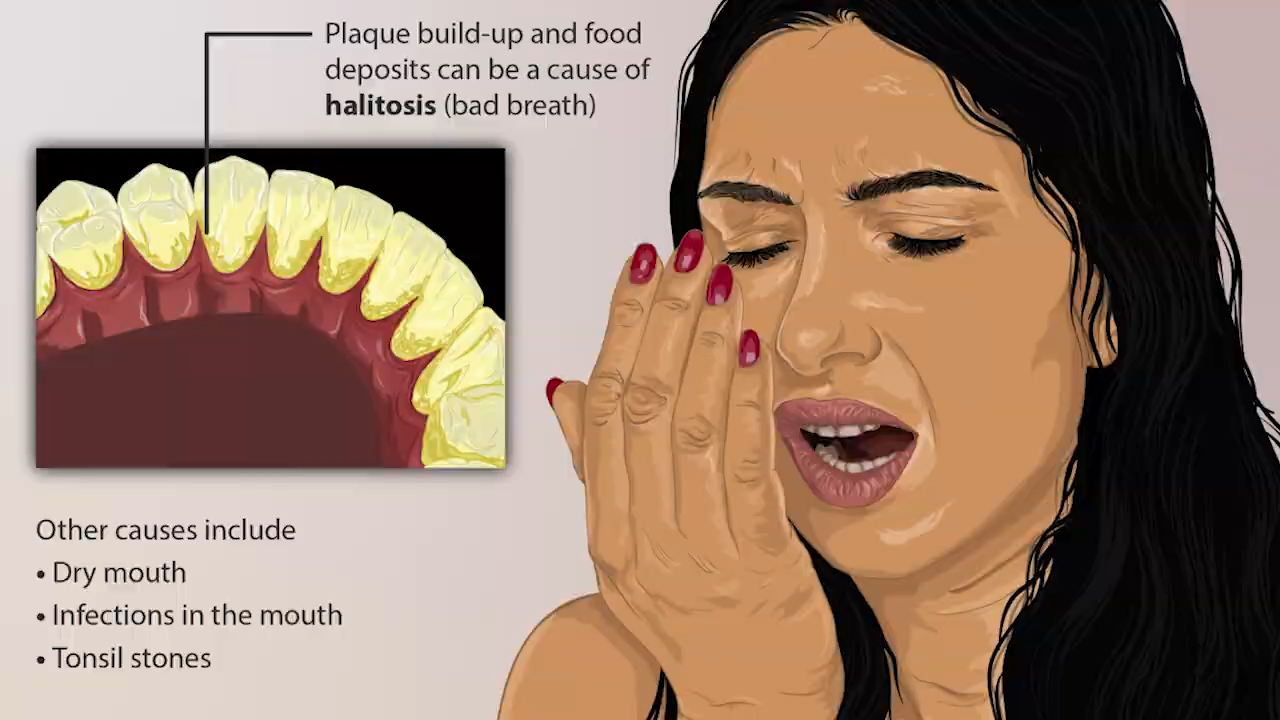 Plaque build-up and food
deposits can be a cause of
halitosis (bad breath)
Other causes include
• Dry mouth
• Infections in the mouth
• Tonsil stones